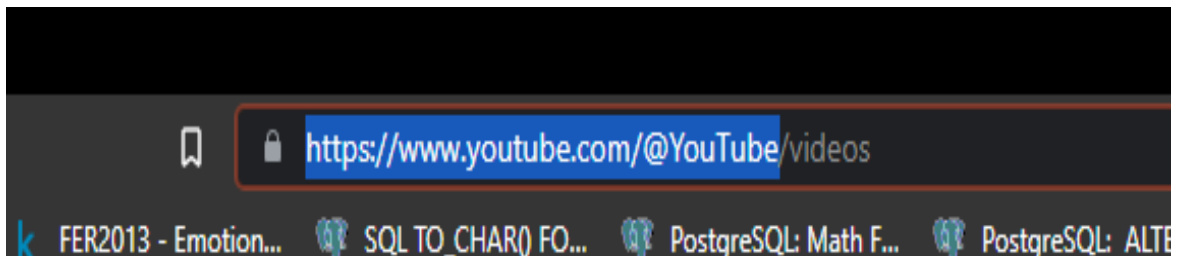 https://www.youtube.com/@YouTube/videos
k FER2013 - Emotion... SQL TO_CHAR() FO... PostgreSQL: Math F... PostgreSQL: ALTE